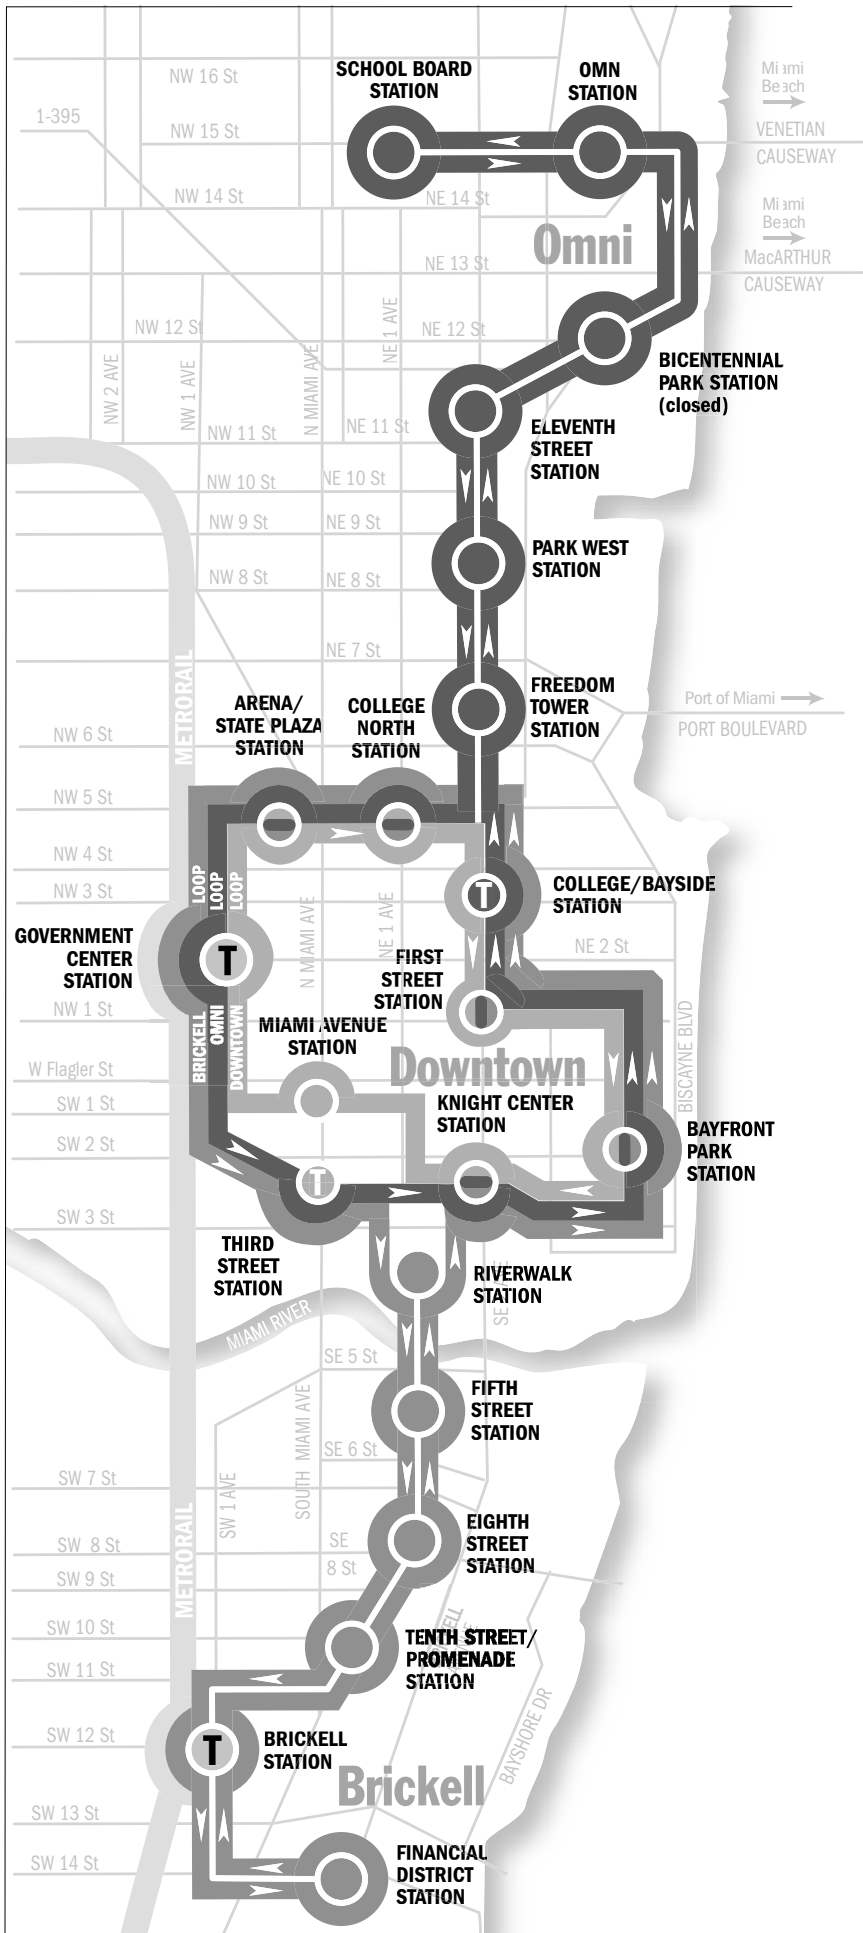 SCHOOL BOARD
STATION
OMN
STATION
Miami
Beach
NW 16 St
1-395
NW 15 St
VENETIAN
CAUSEWAY
NW 14 St
NE 14 St
Miami
Beach
Omni
MacARTHUR
CAUSEWAY
NE 13 St
NW 12 St
NE 12 St
NW 2 AVE
NW 1 AVE
N MIAMI AVE
NE 1 AVE
BICENTENNIAL
PARK STATION
(closed)
NW 11 St
NE 11 St
ELEVENTH
STREET
STATION
NW 10 St
NE 10 St
NW 9 St
NE 9 St
PARK WEST
STATION
NW 8 St
NE 8 St
NE 7 St
METRORAIL
FREEDOM
TOWER
STATION
Port of Miami
PORT BOULEVARD
ARENA/
STATE PLAZA
STATION
COLLEGE
NORTH
STATION
NW 6 St
NW 5 St
NW 4 St
NW 3 St
LOOP
LOOP
LOOP
T
COLLEGE/BAYSIDE
STATION
N MIAMI AVE
NE 1 AVE
GOVERNMENT
CENTER
STATION
T
NE 2 St
FIRST
STREET
STATION
NW 1 St
BRICKELL
OMNI
DOWNTOWN
MIAMI AVENUE
STATION
Downtown
BISCAYNE BLVD
W Flagler St
SW 1 St
KNIGHT CENTER
STATION
SW 2 St
BAYFRONT
PARK
STATION
T
SW 3 St
THIRD
STREET
STATION
RIVERWALK
STATION
MIAMI RIVER
SE 5 St
FIFTH
STREET
STATION
SOUTH MIAMI AVE
SE 6 St
SW 7 St
SW 1 AVE
METRORAIL
EIGHTH
STREET
STATION
SW 8 St
SE
8 St
SW 9 St
SW 10 St
TENTH STREET/
PROMENADE
STATION
SW 11 St
BAYSHORE DR
SW 12 St
T
BRICKELL
STATION
Brickell
SW 13 St
SW 14 St
FINANCIAL
DISTRICT
STATION